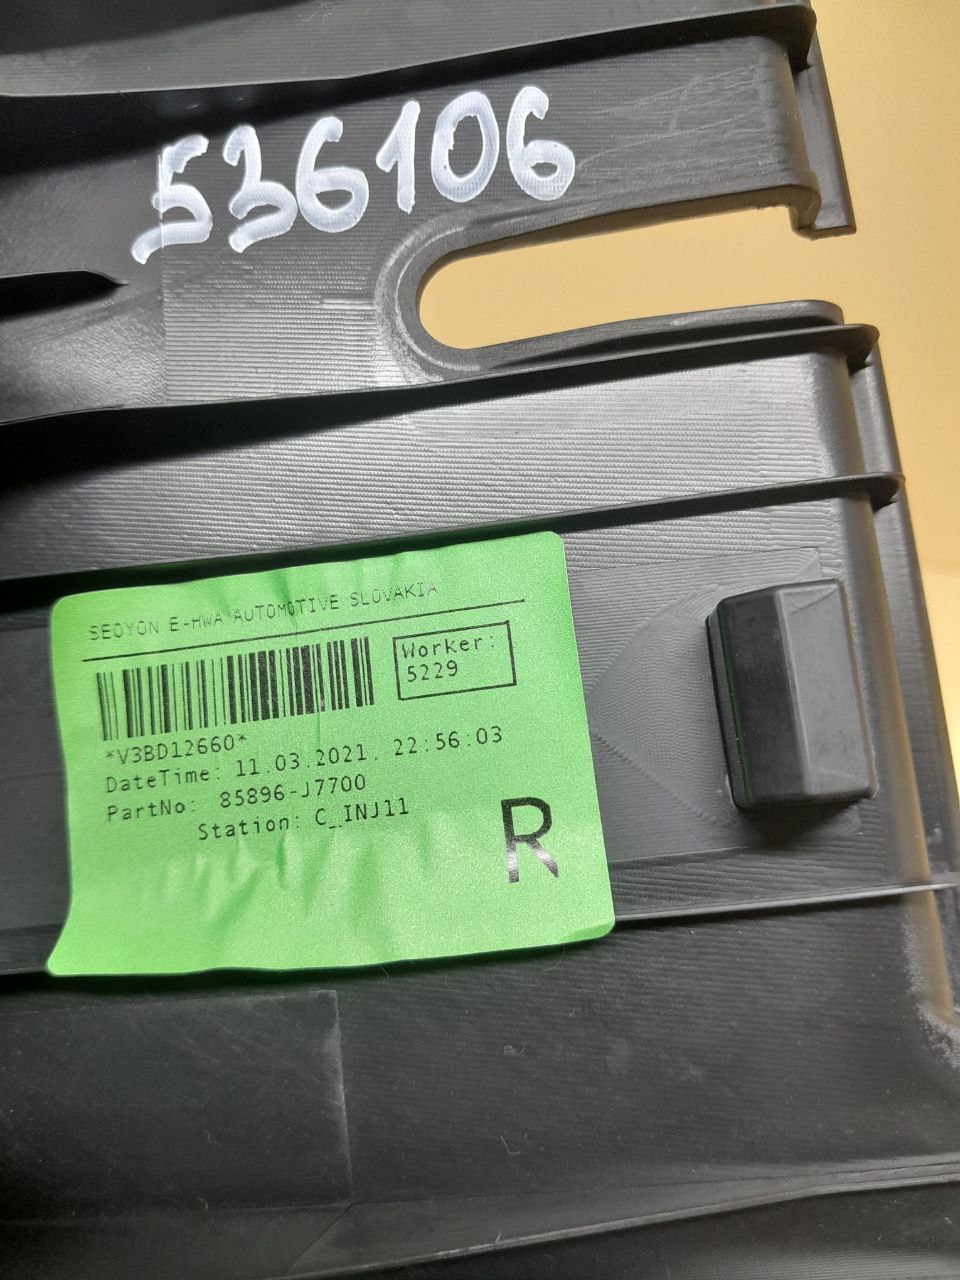 536106
SEOYON E-HWA AUTOMOTIVE SLOVAKIA
Worker:
5229
*V3BD12660*
DateTime: 11.03.2021, 22:56:03
PartNo: 85896-J7700
Station: C_INJ11
R